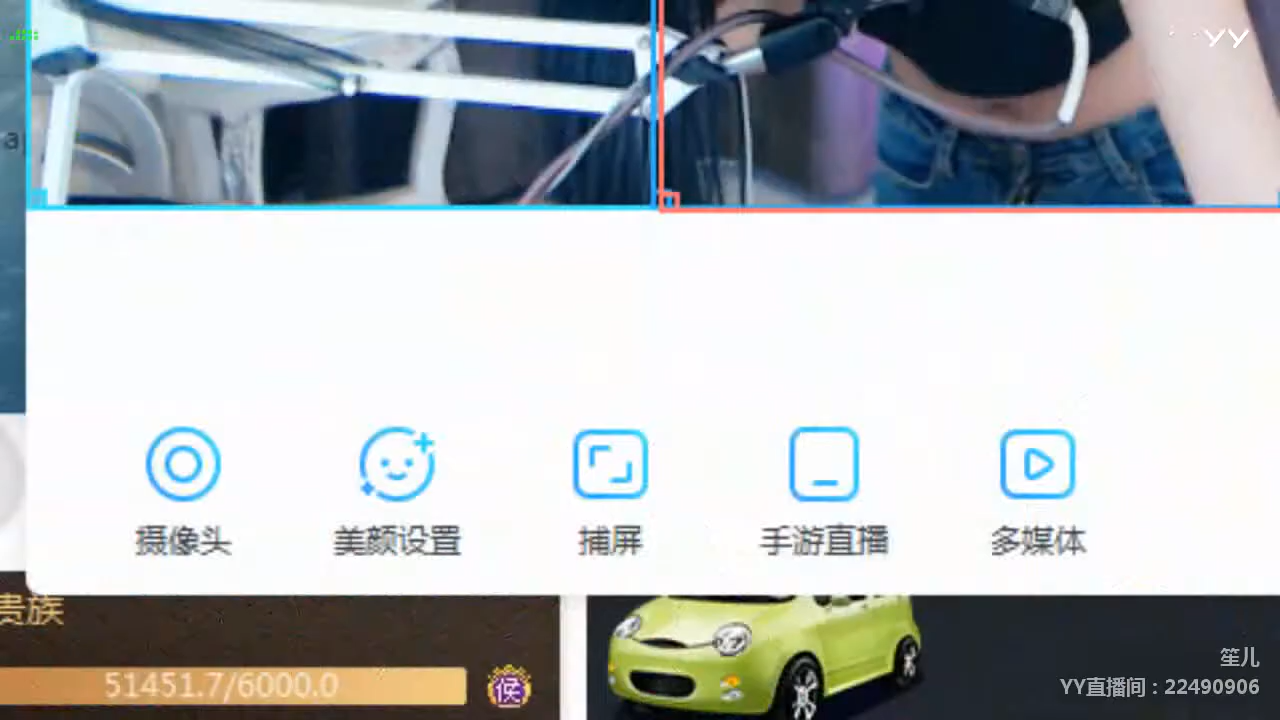 YY
摄像头
美颜设置
捕屏
手游直播
多媒体
贵族
51451.7/6000.0
侯
笙儿
YY直播间：22490906